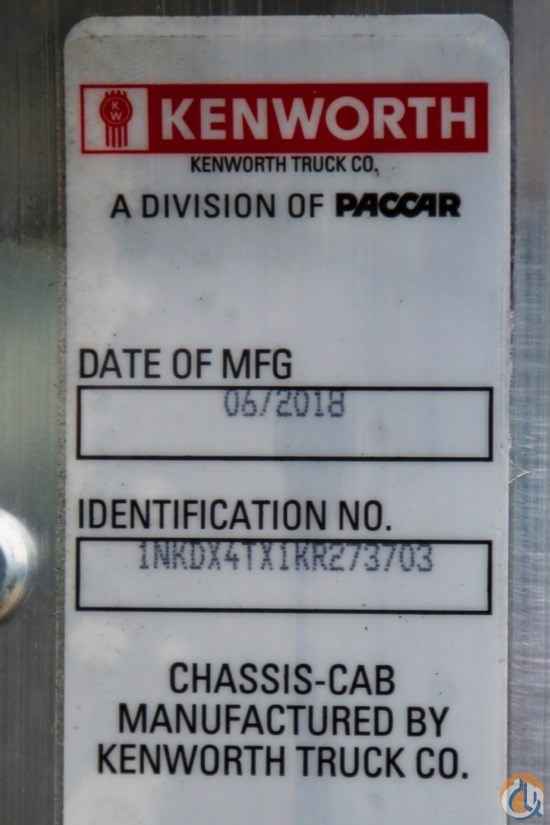 KW
KENWORTH
KENWORTH TRUCK CO.
A DIVISION OF PACCAR
DATE OF MFG
06/2018
IDENTIFICATION NO.
1NKDX4TX1KR273703
CHASSIS-CAB
MANUFACTURED BY
KENWORTH TRUCK CO.